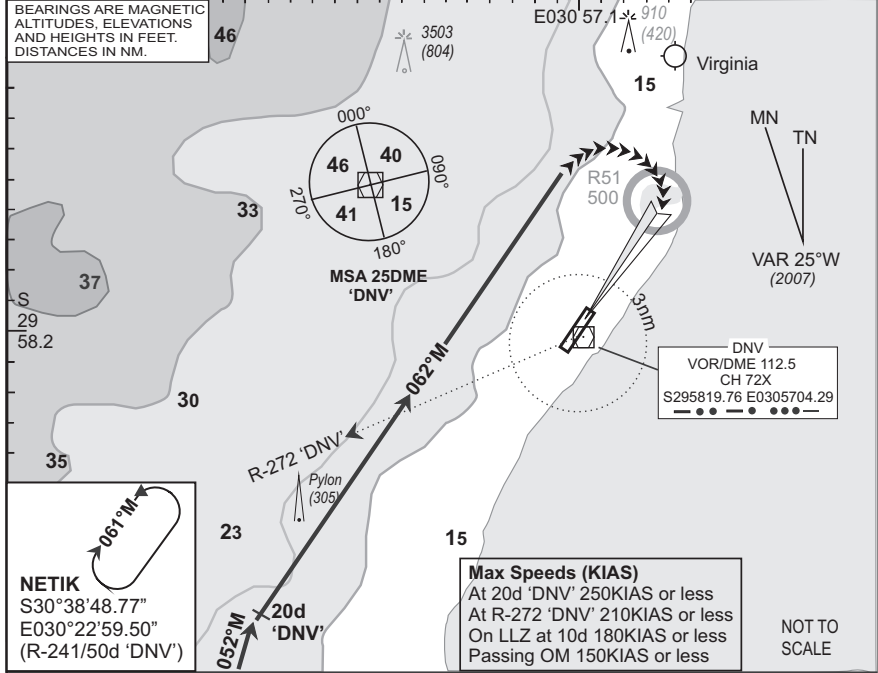 BEARINGS ARE MAGNETIC
ALTITUDES, ELEVATIONS
AND HEIGHTS IN FEET.
DISTANCES IN NM.
46
3503
(804)
E030 57.1
910
(420)
Virginia
15
MN
TN
VAR 25°W
(2007)
000°
46
40
090°
270°
41
15
180°
MSA 25DME
'DNV'
33
R51
500
37
S
29
58.2
3nm
DNV
VOR/DME 112.5
CH 72X
S295819.76 E0305704.29
062°M
30
R-272 'DNV'
35
Pylon
(305)
23
15
061°M
NETIK
S30°38'48.77"
E030°22'59.50"
(R-241/50d 'DNV')
052°M
20d
'DNV'
Max Speeds (KIAS)
At 20d 'DNV' 250KIAS or less
At R-272 'DNV' 210KIAS or less
On LLZ at 10d 180KIAS or less
Passing OM 150KIAS or less
NOT TO
SCALE